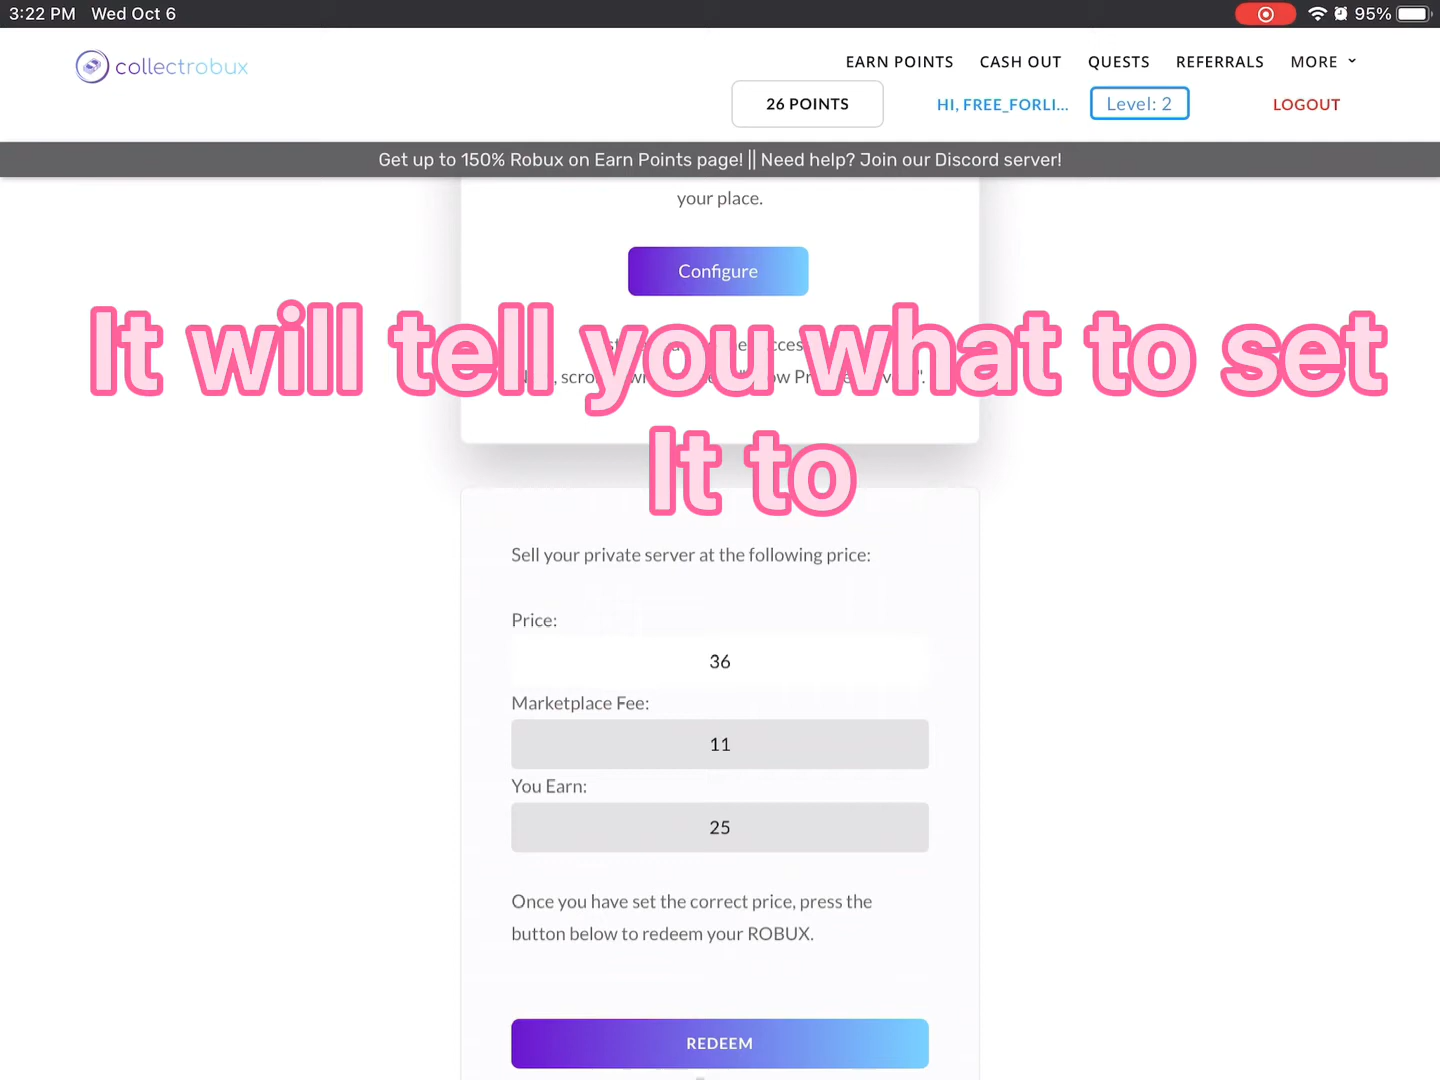 3:22 PM Wed Oct 6 95%
collectrobux
EARN POINTS CASH OUT QUESTS REFERRALS MORE
26 POINTS HI, FREE_FORLI... Level: 2 LOGOUT
Get up to 150% Robux on Earn Points page! || Need help? Join our Discord server!
your place.
Configure
It will tell you what to set
It to
Sell your private server at the following price:
Price:
36
Marketplace Fee:
11
You Earn:
25
Once you have set the correct price, press the
button below to redeem your ROBUX.
REDEEM